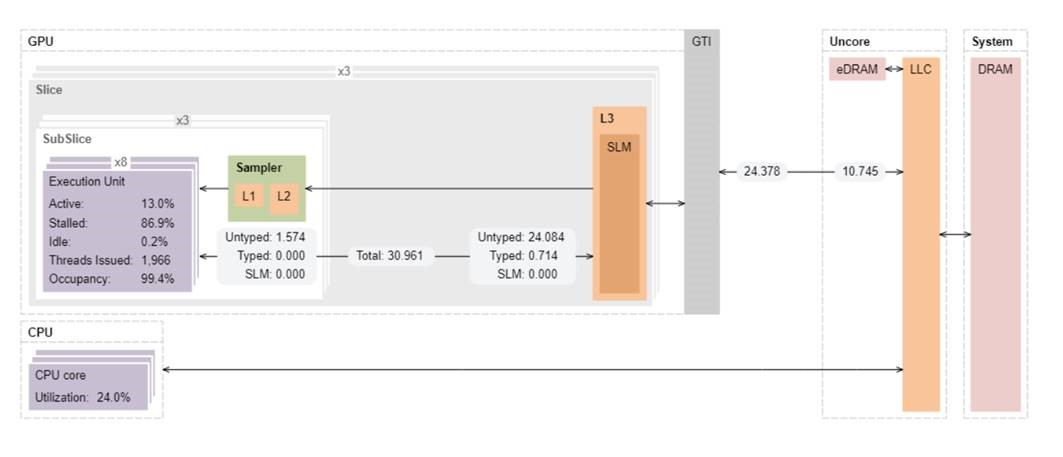 GPU
GTI
Uncore
System
eDRAM
LLC
DRAM
x3
Slice
x3
SubSlice
L3
SLM
x8
Execution Unit
Active: 13.0%
Stalled: 86.9%
Idle: 0.2%
Threads Issued: 1,966
Occupancy: 99.4%
Sampler
L1 L2
Untyped: 1.574
Typed: 0.000
SLM: 0.000
Total: 30.961
Untyped: 24.084
Typed: 0.714
SLM: 0.000
24.378
10.745
CPU
CPU core
Utilization: 24.0%